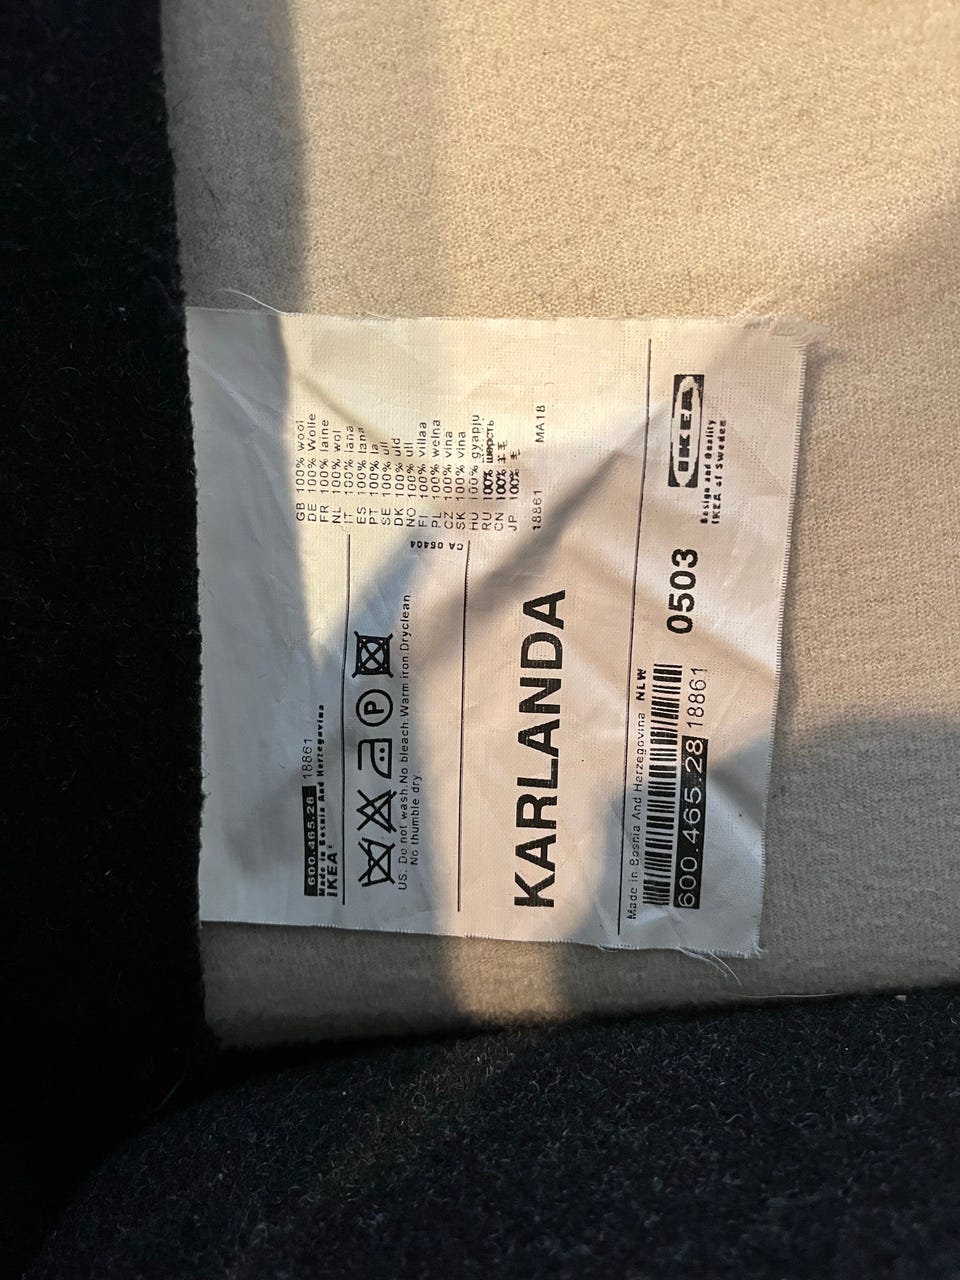 600.465.28 18861
Made in Bosnia And Herzegovina
IKEA®
P
US. Do not wash.No bleach.Warm iron.Dryclean
No thumble dry.
GB 100% wool
DE 100% Wolle
FR 100% laine
NL 100% wol
IT 100% lana
ES 100% lana
PT 100% la
SE 100% ull
DK 100% uld
NO 100% ull
FI 100% villaa
PL 100% wełna
CZ 100% vlna
SK 100% vlna
HU 100% gyapju
RU 100% шерсть
CN 100% 羊毛
JP 100% 毛
CA 05404
KARLANDA
18861 MA18
Made in Bosnia And Herzegovina NLW
600.465.28 18861
0503
IKEA
Design and Quality
IKEA of Sweden